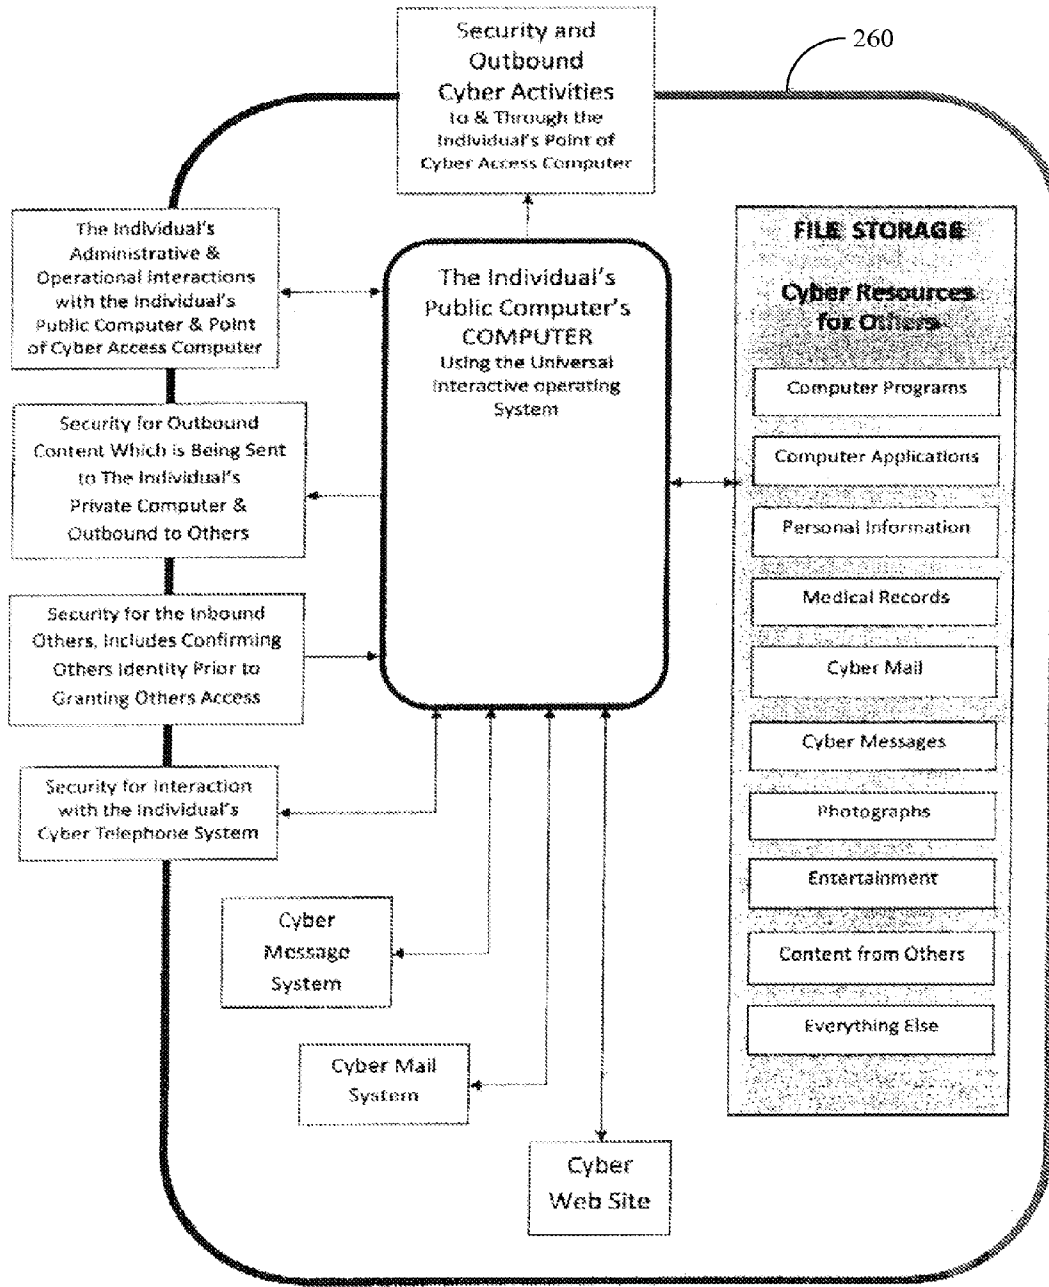 Security and
Outbound
Cyber Activities
to & Through the
Individual's Point of
Cyber Access Computer
260
The Individual's
Administrative &
Operational Interactions
with the Individual's
Public Computer & Point
of Cyber Access Computer
Security for Outbound
Content Which is Being Sent
to The Individual's
Private Computer &
Outbound to Others
Security for the Inbound
Others, Includes Confirming
Others Identity Prior to
Granting Others Access
Security for Interaction
with the Individual's
Cyber Telephone System
The Individual's
Public Computer's
COMPUTER
Using the Universal
Interactive operating
System
FILE STORAGE
Cyber Resources
for Others
Computer Programs
Computer Applications
Personal Information
Medical Records
Cyber Mail
Cyber Messages
Photographs
Entertainment
Content from Others
Everything Else
Cyber
Message
System
Cyber Mail
System
Cyber
Web Site